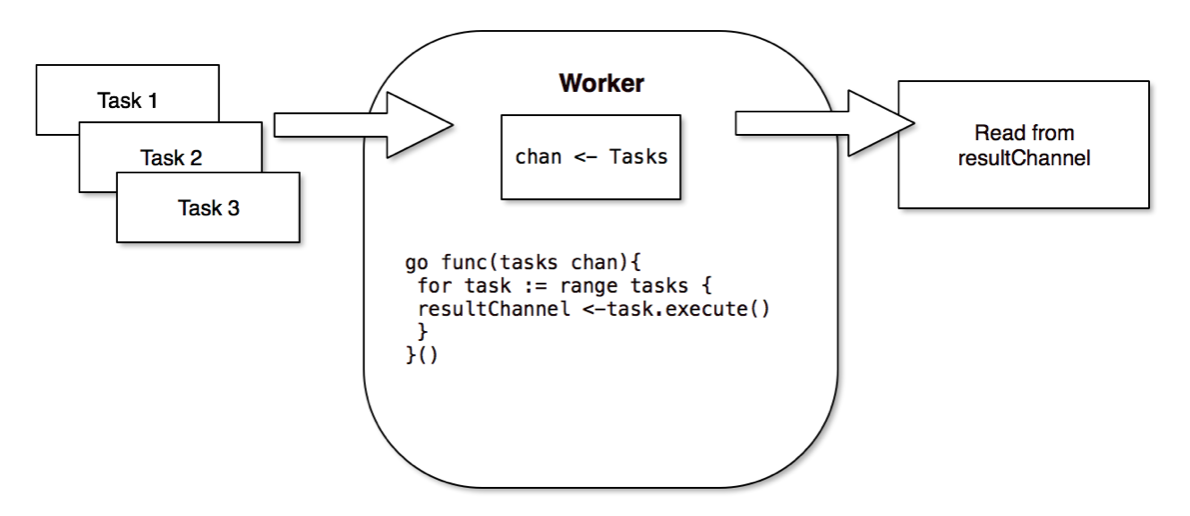 Task 1
Task 2
Task 3
Worker
chan <- Tasks
go func(tasks chan){
for task := range tasks {
resultChannel <-task.execute()
}
}()
Read from
resultChannel